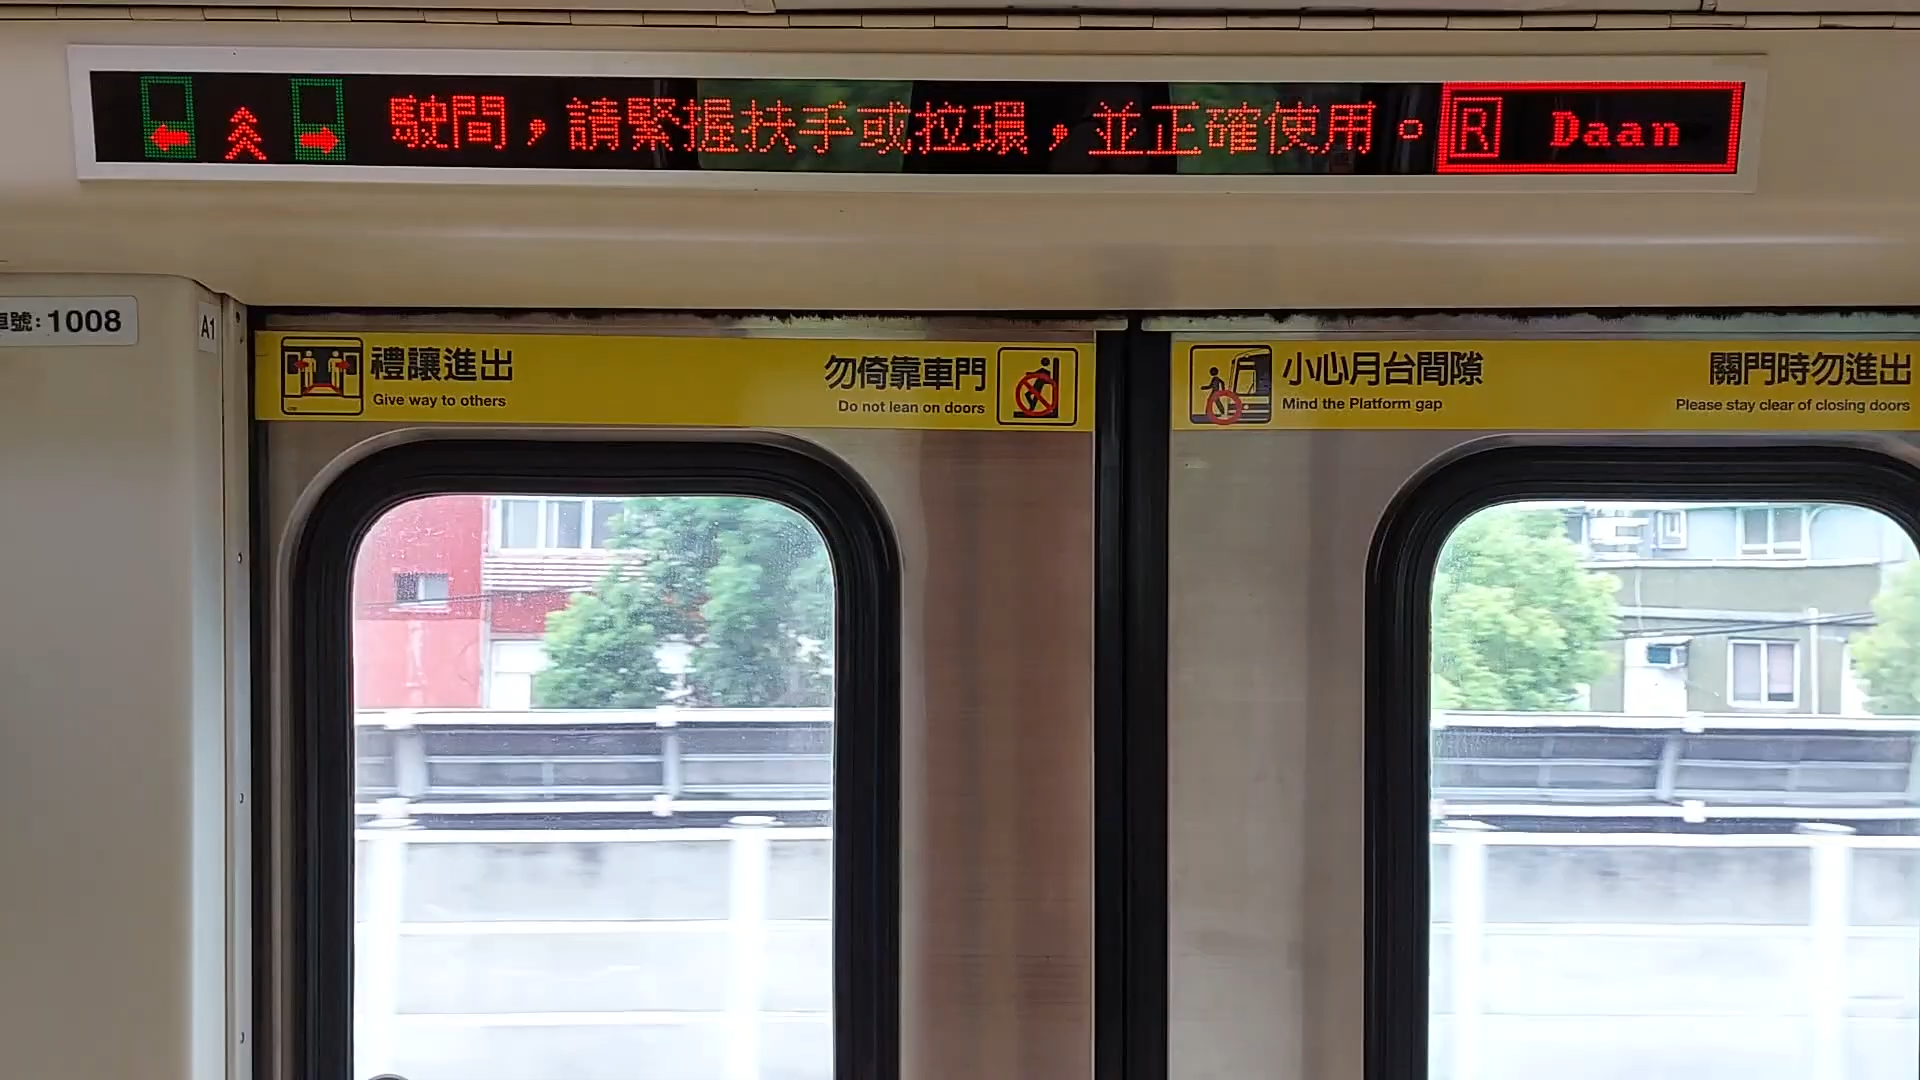 駛間，請緊握扶手或拉環，並正確使用。 R Daan
號：1008
A1
禮讓進出
Give way to others
勿倚靠車門
Do not lean on doors
小心月台間隙
Mind the Platform gap
關門時勿進出
Please stay clear of closing doors